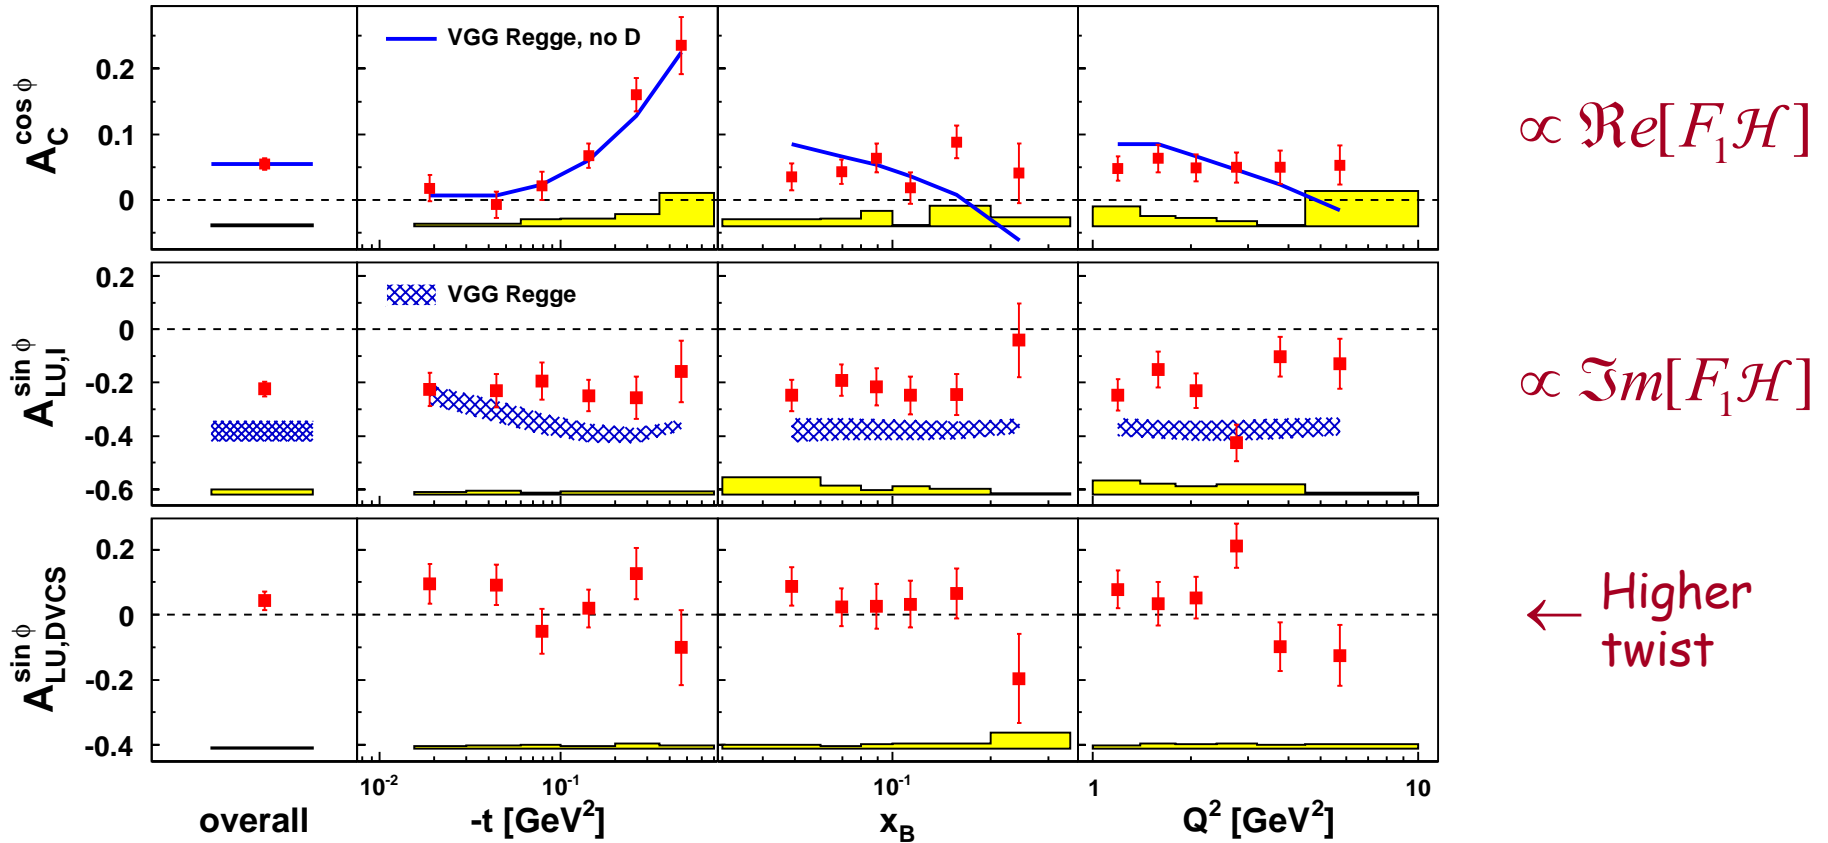 A_C^{cos ϕ}
0.2
0.1
0
VGG Regge, no D
∝ ℜe[F₁ℋ]
A_{LU,I}^{sin ϕ}
0.2
0
-0.2
-0.4
-0.6
VGG Regge
∝ ℑm[F₁ℋ]
A_{LU,DVCS}^{sin ϕ}
0.2
0
-0.2
-0.4
← Higher
twist
10⁻² 10⁻¹ 10⁻¹ 1 10
overall -t [GeV²] x_B Q² [GeV²]